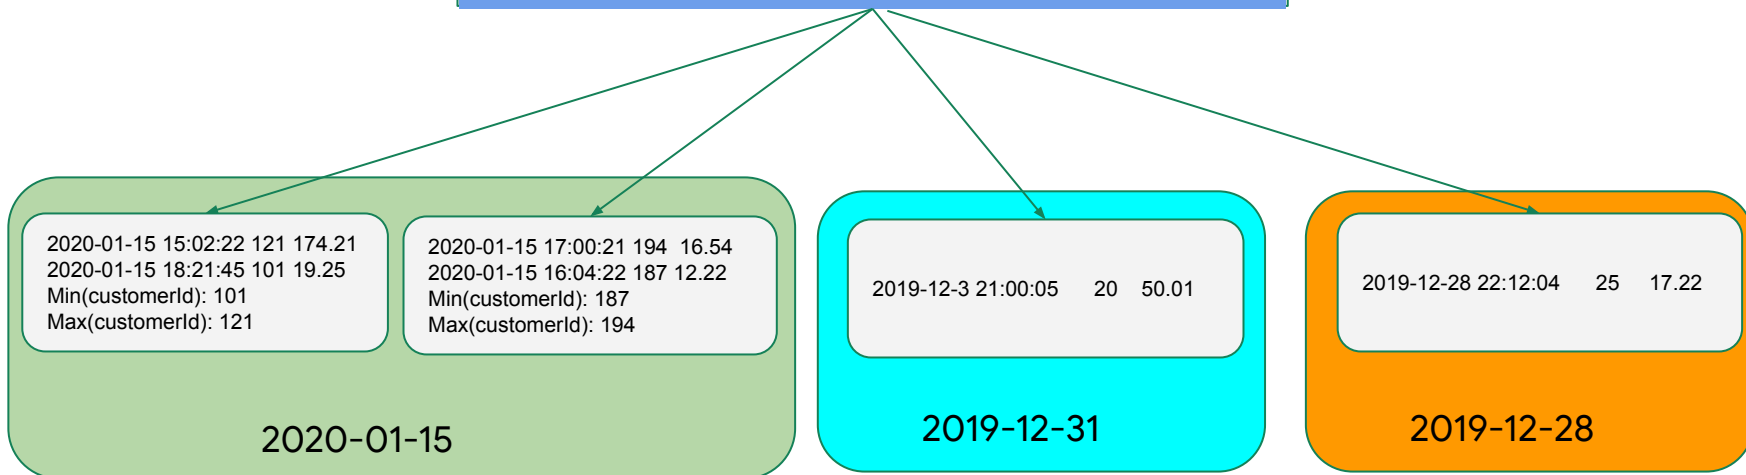 2020-01-15 15:02:22 121 174.21
2020-01-15 18:21:45 101 19.25
Min(customerId): 101
Max(customerId): 121
2020-01-15 17:00:21 194 16.54
2020-01-15 16:04:22 187 12.22
Min(customerId): 187
Max(customerId): 194
2020-01-15
2019-12-3 21:00:05 20 50.01
2019-12-31
2019-12-28 22:12:04 25 17.22
2019-12-28